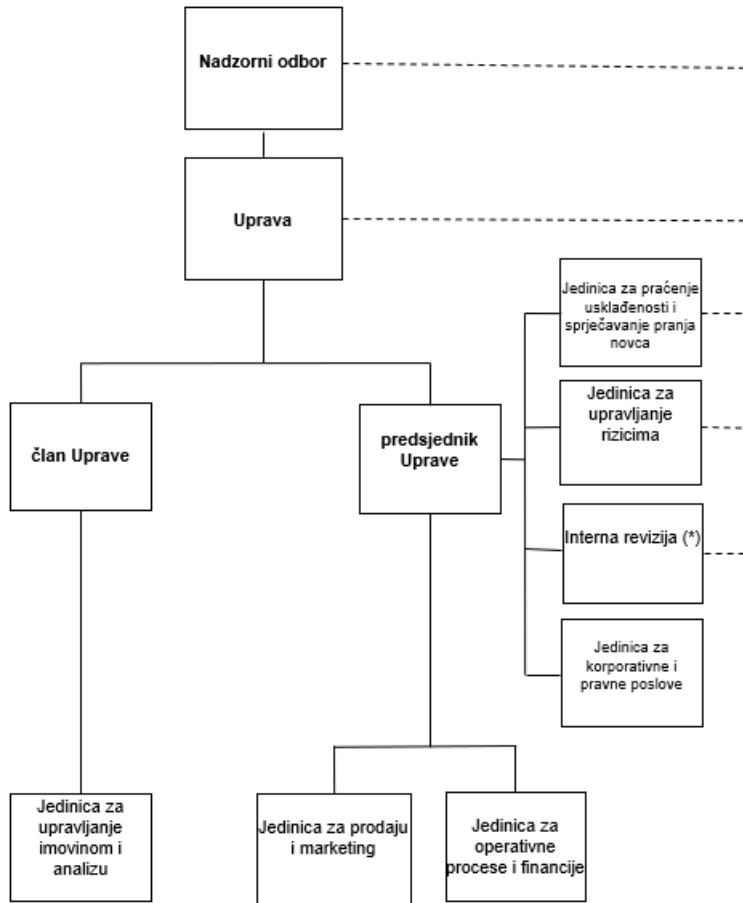 Nadzorni odbor
Uprava
Jedinica za praćenje
usklađenosti i
sprječavanje pranja
novca
Jedinica za
upravljanje
rizicima
član Uprave
predsjednik
Uprave
Interna revizija (*)
Jedinica za
korporativne i
pravne poslove
Jedinica za
upravljanje
imovinom i
analizu
Jedinica za prodaju
i marketing
Jedinica za
operativne
procese i financije